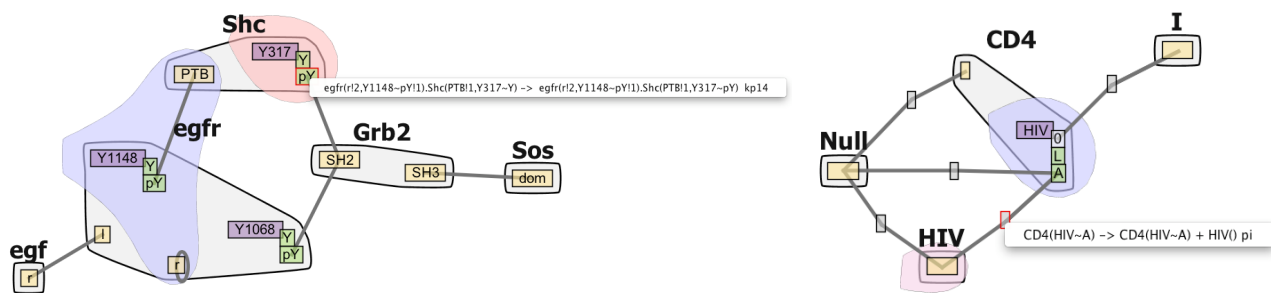 Shc
Y317
Y
pY
PTB
egfr(r!2,Y1148~pY!1).Shc(PTB!1,Y317~Y) -> egfr(r!2,Y1148~pY!1).Shc(PTB!1,Y317~pY) kp14
egfr
Y1148
Y
pY
Grb2
SH2
SH3
Sos
dom
Y1068
Y
pY
l
r
egf
r
CD4
I
HIV
0
L
A
Null
HIV
CD4(HIV~A) -> CD4(HIV~A) + HIV() pi